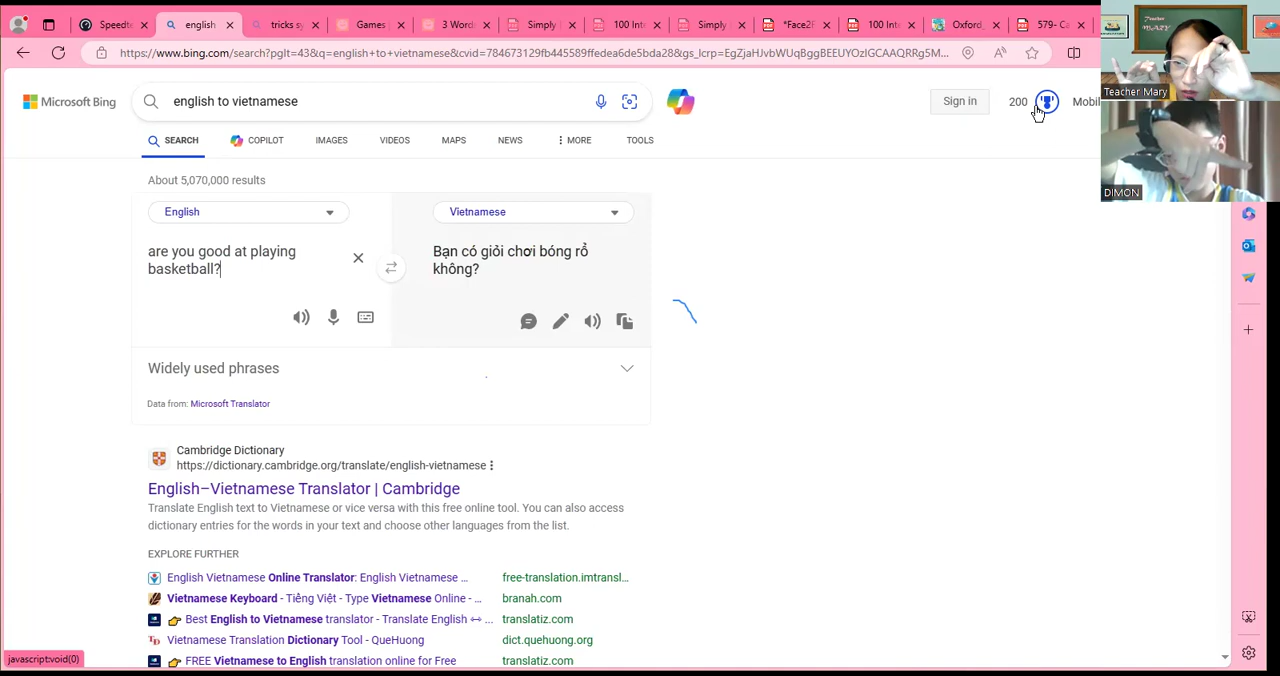 Speedte
english
tricks sy
Games
3 Word
Simply
100 Int
Simply
*Face2F
100 Int
Oxford_
579- Ca
https://www.bing.com/search?pglt=43&q=english+to+vietnamese&cvid=784673129fb445589ffedea6de5bda28&gs_lcrp=EgZjaHJvbWUqBggBEEUYOzIGCAAQRRg5M...
Teacher Mary
DIMON
Microsoft Bing
english to vietnamese
Sign in
200
Mobil
SEARCH
COPILOT
IMAGES
VIDEOS
MAPS
NEWS
MORE
TOOLS
About 5,070,000 results
English
Vietnamese
are you good at playing
basketball?
Bạn có giỏi chơi bóng rổ
không?
Widely used phrases
Data from: Microsoft Translator
Cambridge Dictionary
https://dictionary.cambridge.org/translate/english-vietnamese
English–Vietnamese Translator | Cambridge
Translate English text to Vietnamese or vice versa with this free online tool. You can also access
dictionary entries for the words in your text and choose other languages from the list.
EXPLORE FURTHER
English Vietnamese Online Translator: English Vietnamese ... free-translation.imtransl...
Vietnamese Keyboard - Tiếng Việt - Type Vietnamese Online - ... branah.com
👉 Best English to Vietnamese translator - Translate English ⇔ ... translatiz.com
Vietnamese Translation Dictionary Tool - QueHuong dict.quehuong.org
👉 FREE Vietnamese to English translation online for Free translatiz.com
javascript:void(0)